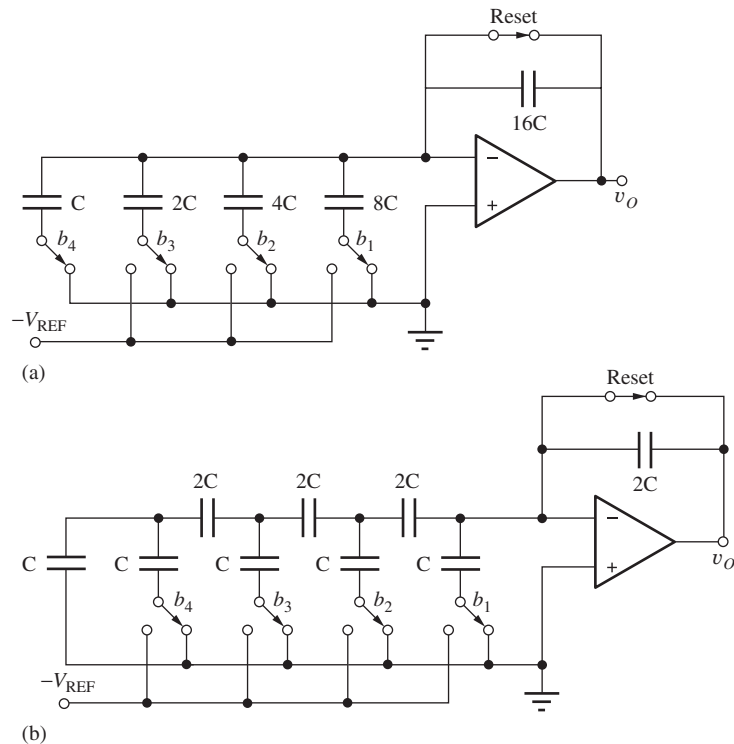 Reset
16C
−
C 2C 4C 8C
+
v_O
b_4 b_3 b_2 b_1
−V_REF
(a)
Reset
2C 2C 2C 2C
−
C C C C C
+
v_O
b_4 b_3 b_2 b_1
−V_REF
(b)